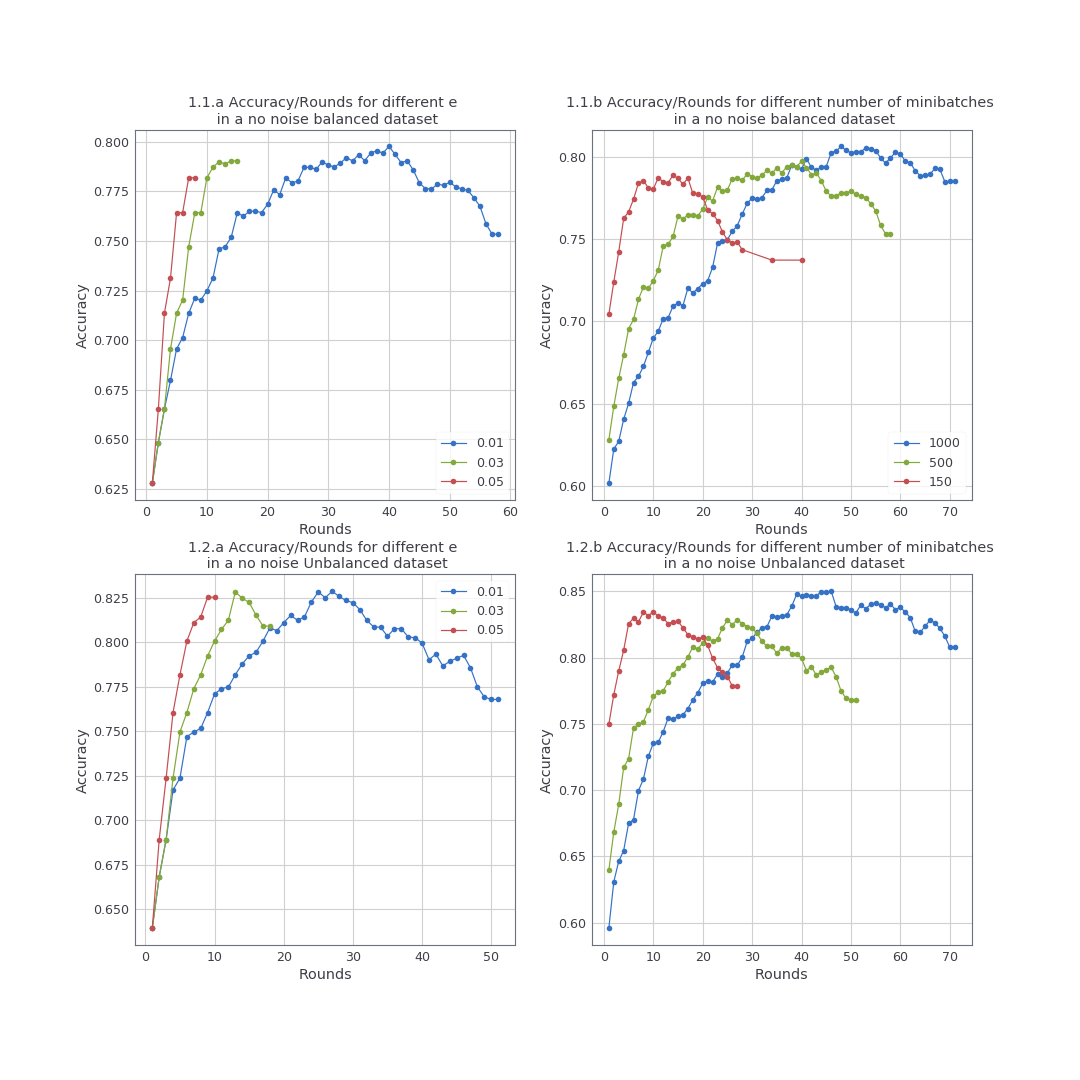 1.1.a Accuracy/Rounds for different e
in a no noise balanced dataset
Accuracy
0.800
0.775
0.750
0.725
0.700
0.675
0.650
0.625
0.01
0.03
0.05
0 10 20 30 40 50 60
Rounds
1.1.b Accuracy/Rounds for different number of minibatches
in a no noise balanced dataset
Accuracy
0.80
0.75
0.70
0.65
0.60
1000
500
150
0 10 20 30 40 50 60 70
Rounds
1.2.a Accuracy/Rounds for different e
in a no noise Unbalanced dataset
Accuracy
0.825
0.800
0.775
0.750
0.725
0.700
0.675
0.650
0.01
0.03
0.05
0 10 20 30 40 50
Rounds
1.2.b Accuracy/Rounds for different number of minibatches
in a no noise Unbalanced dataset
Accuracy
0.85
0.80
0.75
0.70
0.65
0.60
0 10 20 30 40 50 60 70
Rounds